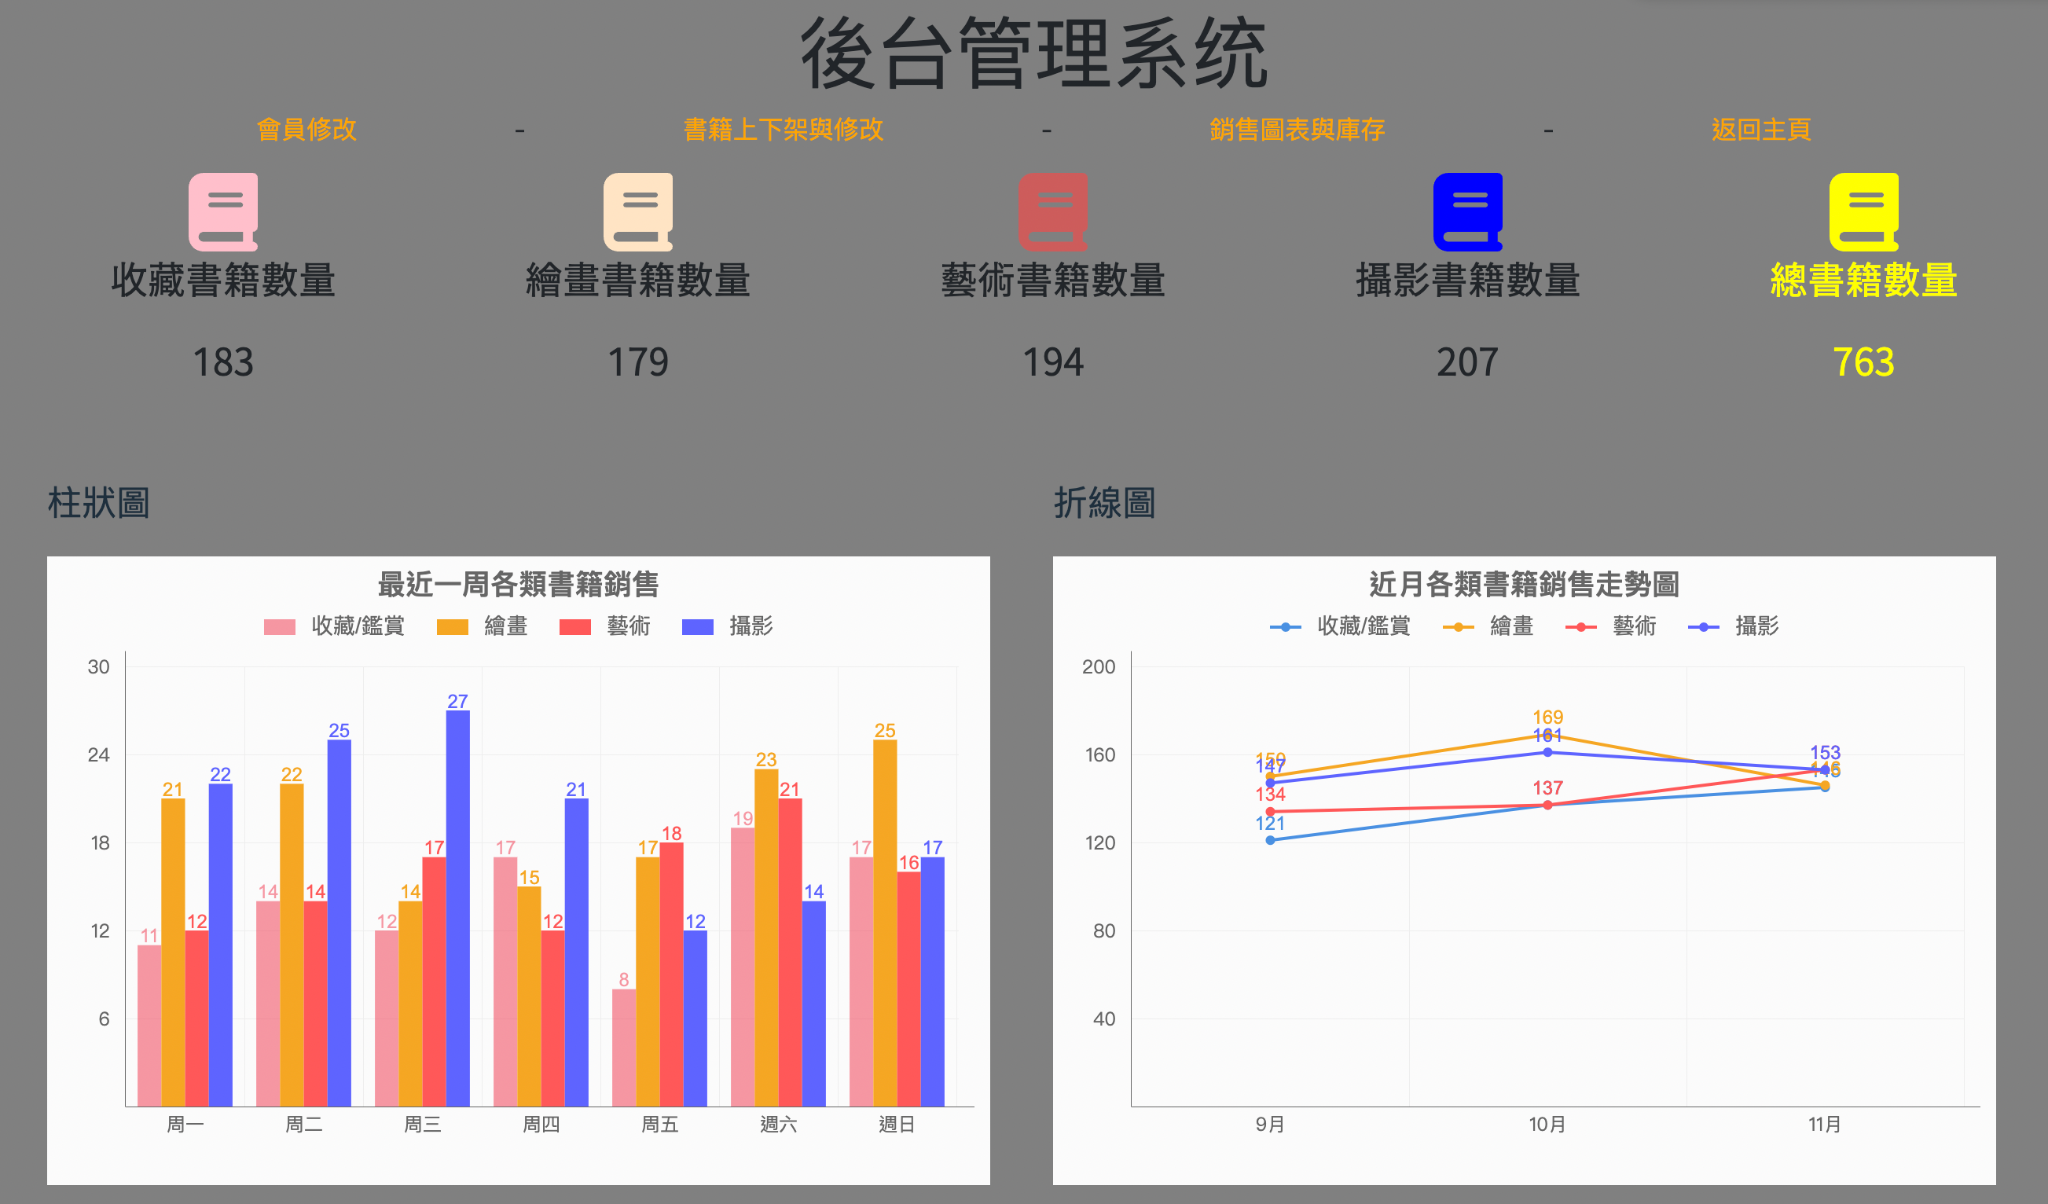 後台管理系统
會員修改 - 書籍上下架與修改 - 銷售圖表與庫存 - 返回主頁
收藏書籍數量 繪畫書籍數量 藝術書籍數量 攝影書籍數量 總書籍數量
183 179 194 207 763
柱狀圖
最近一周各類書籍銷售
收藏/鑑賞 繪畫 藝術 攝影
30
24
18
12
6
11 21 12 22
14 22 14 25
12 14 17 27
17 15 12 21
8 17 18 12
19 23 21 14
17 25 16 17
周一 周二 周三 周四 周五 週六 週日
折線圖
近月各類書籍銷售走勢圖
收藏/鑑賞 繪畫 藝術 攝影
200
160
120
80
40
147 134 121
169 161 137
153
9月 10月 11月